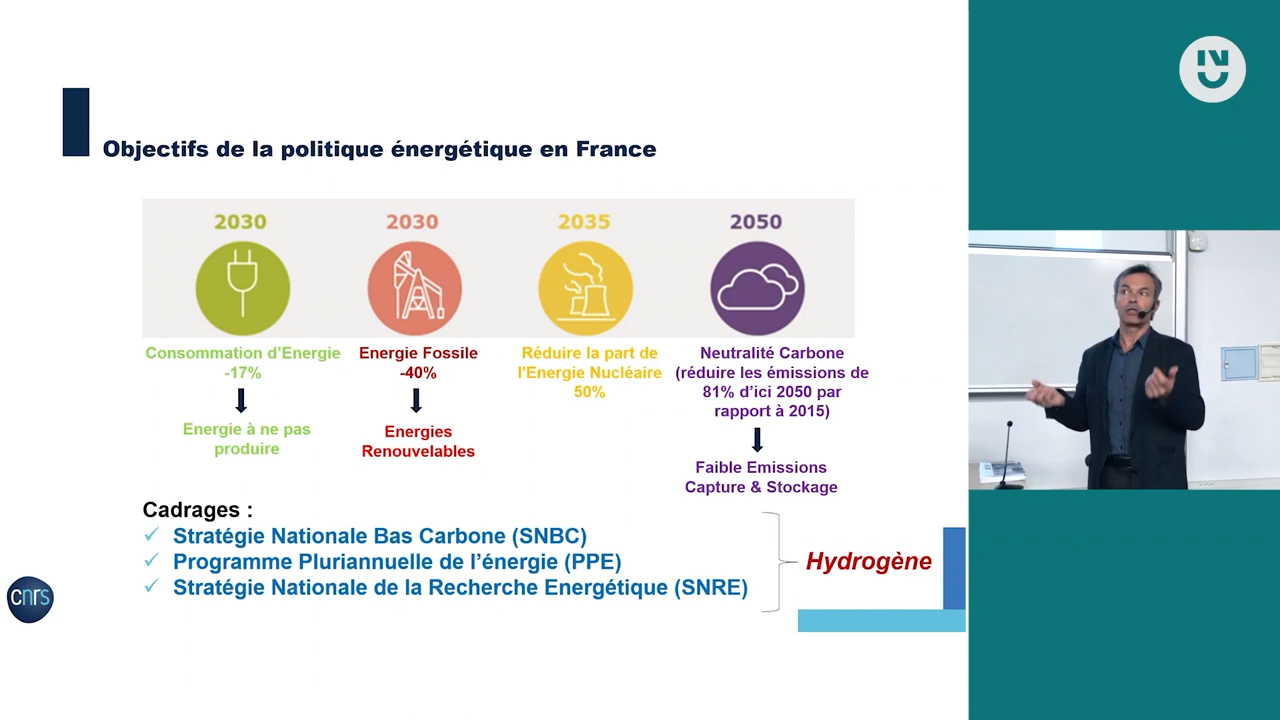 Objectifs de la politique énergétique en France
2030
2030
2035
2050
Consommation d'Energie
-17%
Energie à ne pas
produire
Energie Fossile
-40%
Energies
Renouvelables
Réduire la part de
l'Energie Nucléaire
50%
Neutralité Carbone
(réduire les émissions de
81% d'ici 2050 par
rapport à 2015)
Faible Emissions
Capture & Stockage
Cadrages :
Stratégie Nationale Bas Carbone (SNBC)
Programme Pluriannuelle de l'énergie (PPE)
Stratégie Nationale de la Recherche Energétique (SNRE)
Hydrogène
cnrs